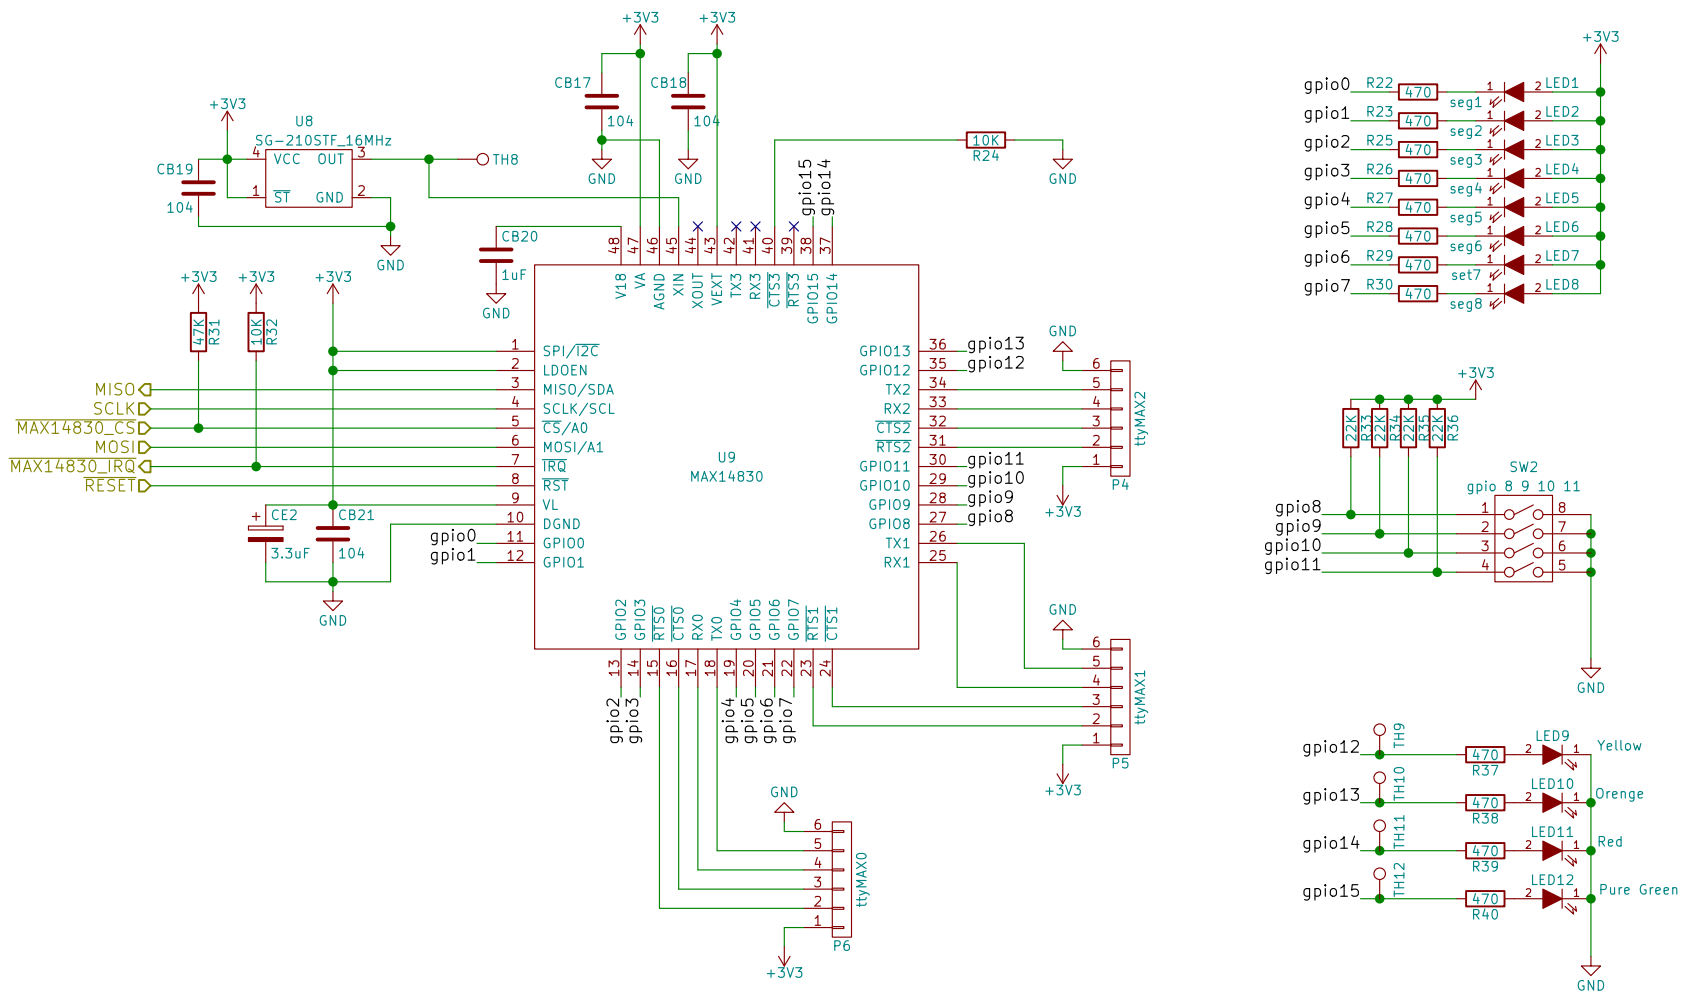 +3V3
+3V3
CB17
104
CB18
104
GND
GND
+3V3
U8
SG-210STF_16MHz
4 VCC OUT 3
1 ST GND 2
CB19
104
TH8
GND
10K
R24
GND
gpio15
gpio14
CB20
1uF
GND
48 47 46 45 44 43 42 41 40 39 38 37
V18 VA AGND XIN XOUT VEXT TX3 RX3 CTS3 RTS3 GPIO15 GPIO14
+3V3
+3V3
+3V3
47K
R31
10K
R32
MISO
SCLK
MAX14830_CS
MOSI
MAX14830_IRQ
RESET
1 SPI/I2C
2 LDOEN
3 MISO/SDA
4 SCLK/SCL
5 CS/A0
6 MOSI/A1
7 IRQ
8 RST
9 VL
10 DGND
11 GPIO0
12 GPIO1
gpio0
gpio1
+
CE2
3.3uF
CB21
104
GND
U9
MAX14830
GPIO13 36 gpio13
GPIO12 35 gpio12
TX2 34
RX2 33
CTS2 32
RTS2 31
GPIO11 30 gpio11
GPIO10 29 gpio10
GPIO9 28 gpio9
GPIO8 27 gpio8
TX1 26
RX1 25
GPIO2 GPIO3 RTS0 CTS0 RX0 TX0 GPIO4 GPIO5 GPIO6 GPIO7 RTS1 CTS1
13 14 15 16 17 18 19 20 21 22 23 24
gpio2
gpio3
gpio4
gpio5
gpio6
gpio7
GND
6
5
4
3
2
1
ttyMAX2
P4
+3V3
GND
6
5
4
3
2
1
ttyMAX1
P5
+3V3
GND
6
5
4
3
2
1
ttyMAX0
P6
+3V3
+3V3
gpio0 R22 470 seg1 1 2 LED1
gpio1 R23 470 seg2 1 2 LED2
gpio2 R25 470 seg3 1 2 LED3
gpio3 R26 470 seg4 1 2 LED4
gpio4 R27 470 seg5 1 2 LED5
gpio5 R28 470 seg6 1 2 LED6
gpio6 R29 470 set7 1 2 LED7
gpio7 R30 470 seg8 1 2 LED8
+3V3
22K R33 22K R34 22K R35 22K R36
SW2
gpio 8 9 10 11
gpio8 1 8
gpio9 2 7
gpio10 3 6
gpio11 4 5
GND
gpio12 TH9 470 R37 2 LED9 1 Yellow
gpio13 TH10 470 R38 2 LED10 1 Orenge
gpio14 TH11 470 R39 2 LED11 1 Red
gpio15 TH12 470 R40 2 LED12 1 Pure Green
GND